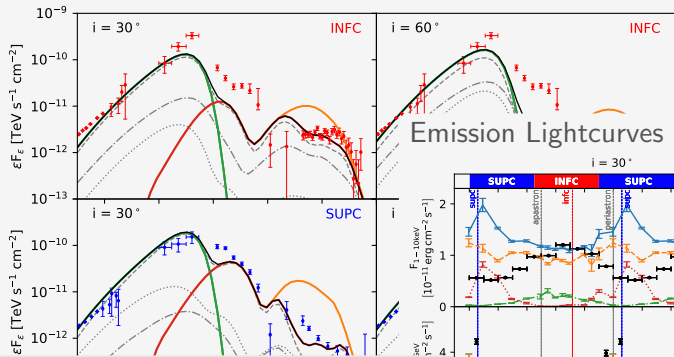 i = 30°
INFC
i = 60°
INFC
10⁻⁹
10⁻¹⁰
10⁻¹¹
10⁻¹²
10⁻¹³
εF_ε [TeV s⁻¹ cm⁻²]
Emission Lightcurves
i = 30°
SUPC
i
10⁻¹⁰
10⁻¹¹
10⁻¹²
εF_ε [TeV s⁻¹ cm⁻²]
i = 30°
SUPC
INFC
SUPC
supc
apastron
infc
periastron
supc
2
1
0
F₁₋₁₀ₖₑᵥ
[10⁻¹¹ erg cm⁻² s⁻¹]
4